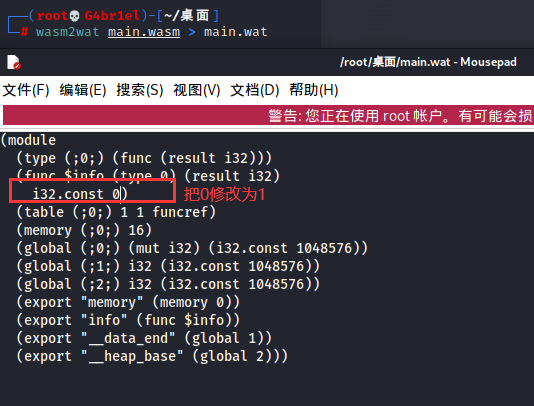 ┌──(root💀G4br1el)-[~/桌面]
└─# wasm2wat main.wasm > main.wat
/root/桌面/main.wat - Mousepad
文件(F) 编辑(E) 搜索(S) 视图(V) 文档(D) 帮助(H)
警告: 您正在使用 root 帐户。有可能会损
(module
  (type (;0;) (func (result i32)))
  (func $info (type 0) (result i32)
    i32.const 0) 把0修改为1
  (table (;0;) 1 1 funcref)
  (memory (;0;) 16)
  (global (;0;) (mut i32) (i32.const 1048576))
  (global (;1;) i32 (i32.const 1048576))
  (global (;2;) i32 (i32.const 1048576))
  (export "memory" (memory 0))
  (export "info" (func $info))
  (export "__data_end" (global 1))
  (export "__heap_base" (global 2)))